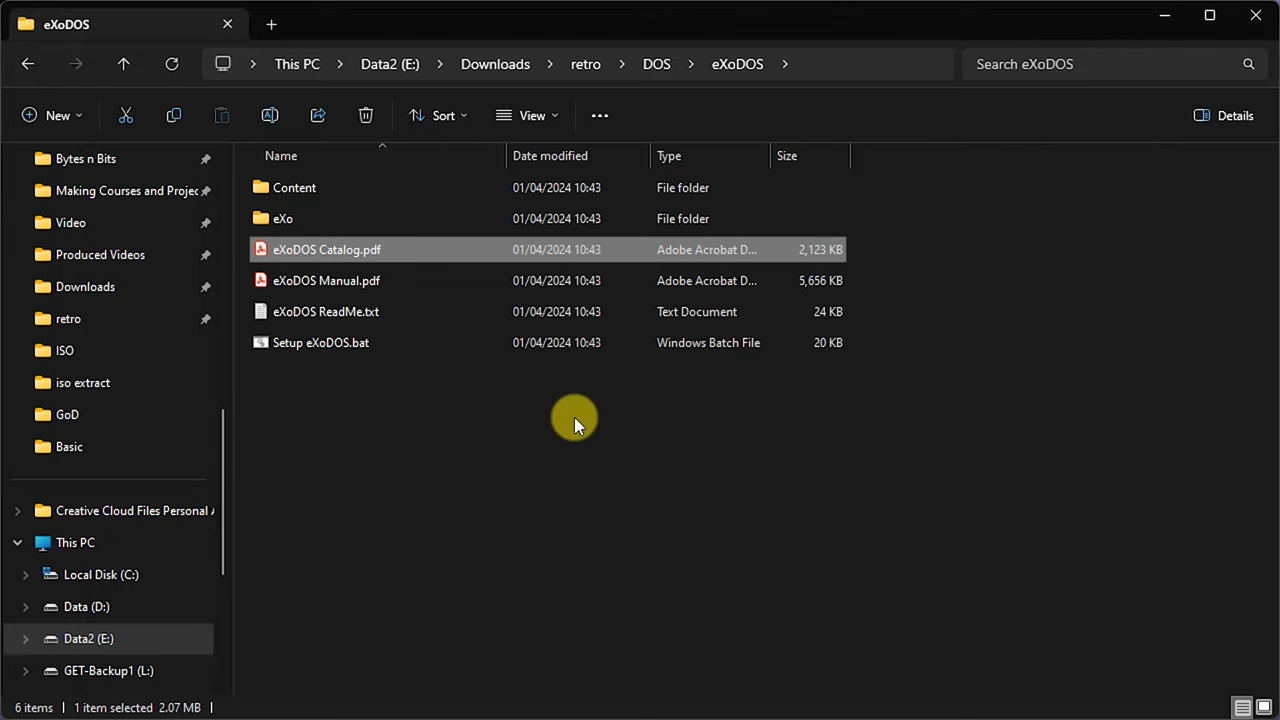 eXoDOS
This PC Data2 (E:) Downloads retro DOS eXoDOS Search eXoDOS
New Sort View Details
Name Date modified Type Size
Content 01/04/2024 10:43 File folder
eXo 01/04/2024 10:43 File folder
eXoDOS Catalog.pdf 01/04/2024 10:43 Adobe Acrobat D... 2,123 KB
eXoDOS Manual.pdf 01/04/2024 10:43 Adobe Acrobat D... 5,656 KB
eXoDOS ReadMe.txt 01/04/2024 10:43 Text Document 24 KB
Setup eXoDOS.bat 01/04/2024 10:43 Windows Batch File 20 KB
Bytes n Bits
Making Courses and Projec
Video
Produced Videos
Downloads
retro
ISO
iso extract
GoD
Basic
Creative Cloud Files Personal
This PC
Local Disk (C:)
Data (D:)
Data2 (E:)
GET-Backup1 (L:)
6 items 1 item selected 2.07 MB